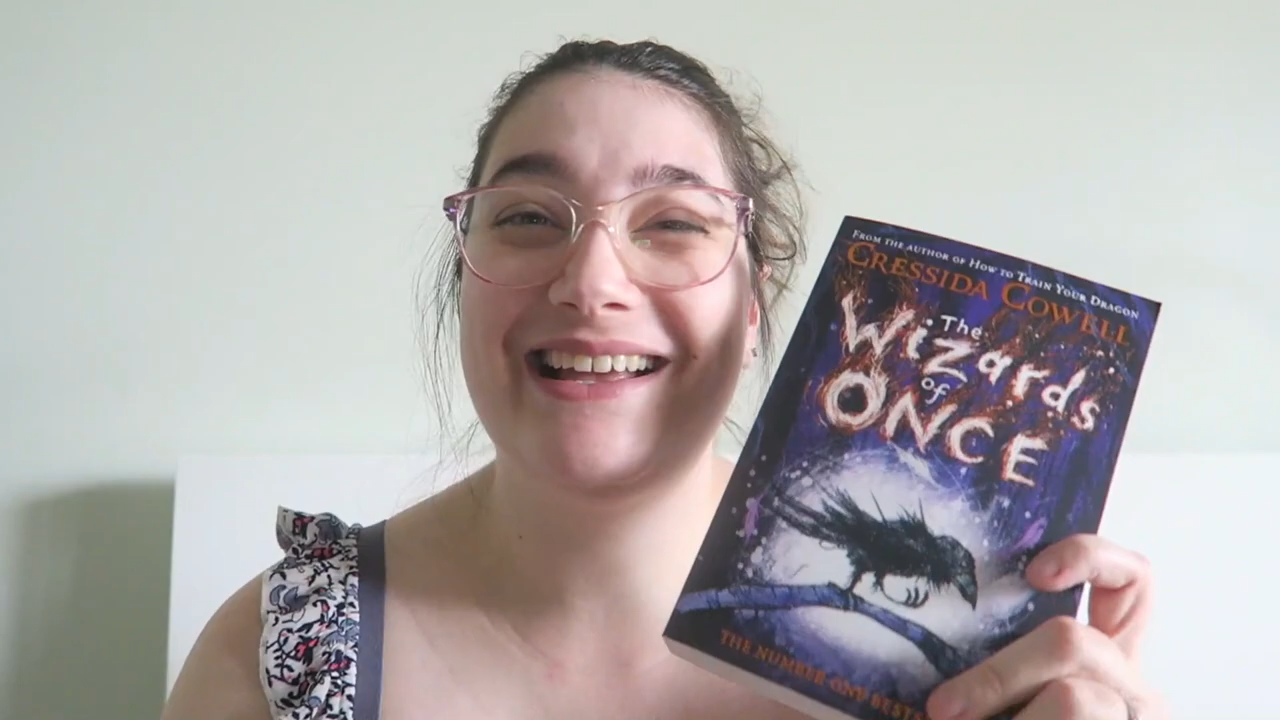 FROM THE AUTHOR OF HOW TO TRAIN YOUR DRAGON
CRESSIDA COWELL
The
Wizards
of
ONCE
THE NUMBER ONE